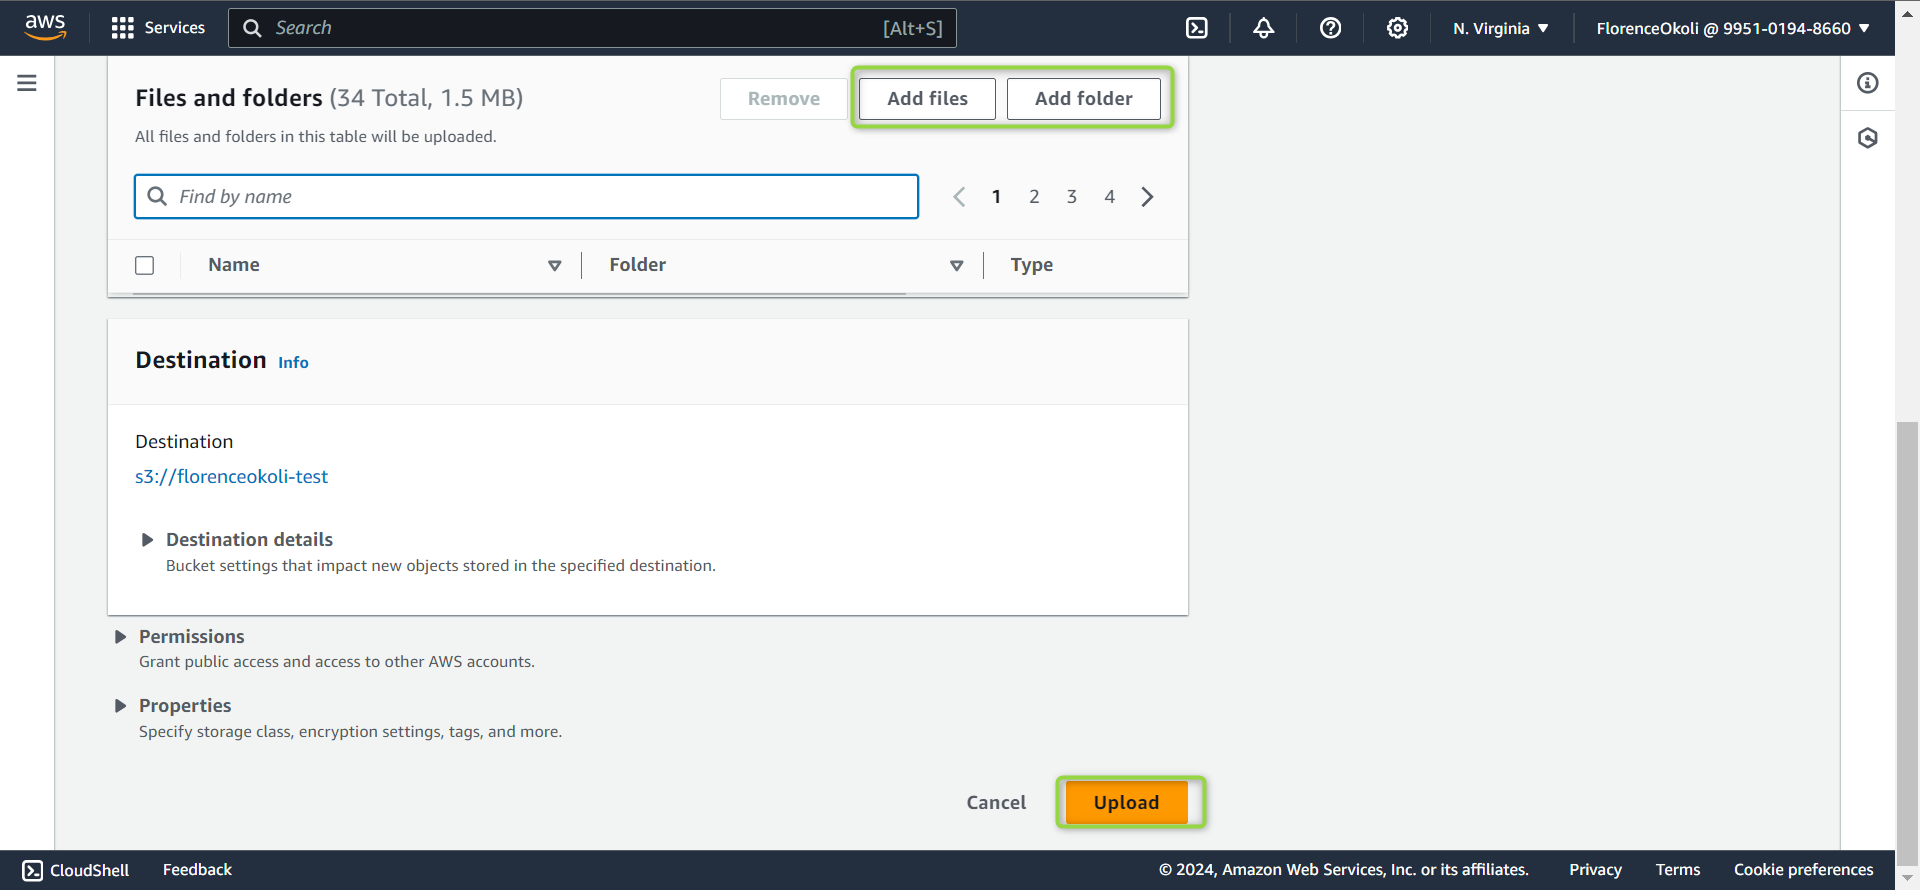 aws Services Search [Alt+S] N. Virginia FlorenceOkoli @ 9951-0194-8660
Files and folders (34 Total, 1.5 MB) Remove Add files Add folder
All files and folders in this table will be uploaded.
Find by name 1 2 3 4
Name Folder Type
Destination Info
Destination
s3://florenceokoli-test
Destination details
Bucket settings that impact new objects stored in the specified destination.
Permissions
Grant public access and access to other AWS accounts.
Properties
Specify storage class, encryption settings, tags, and more.
Cancel Upload
CloudShell Feedback © 2024, Amazon Web Services, Inc. or its affiliates. Privacy Terms Cookie preferences